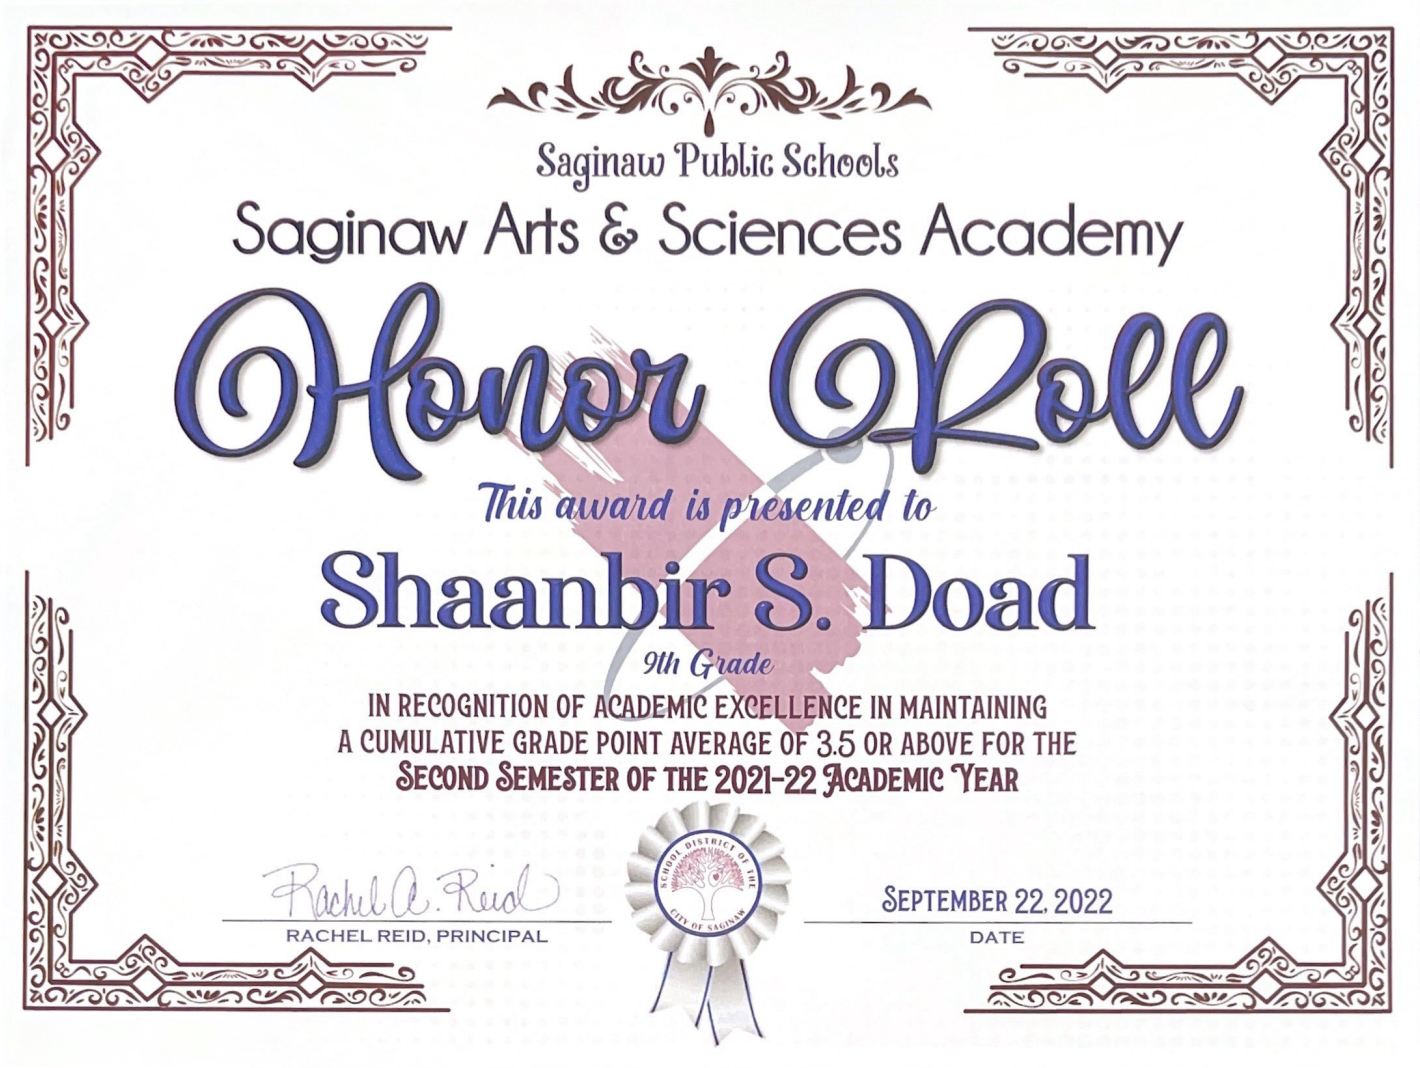 Saginaw Public Schools
Saginaw Arts & Sciences Academy
Honor Roll
This award is presented to
Shaanbir S. Doad
9th Grade
IN RECOGNITION OF ACADEMIC EXCELLENCE IN MAINTAINING
A CUMULATIVE GRADE POINT AVERAGE OF 3.5 OR ABOVE FOR THE
SECOND SEMESTER OF THE 2021-22 ACADEMIC YEAR
SCHOOL DISTRICT OF THE
CITY OF SAGINAW
Rachel A. Reid
RACHEL REID, PRINCIPAL
SEPTEMBER 22, 2022
DATE